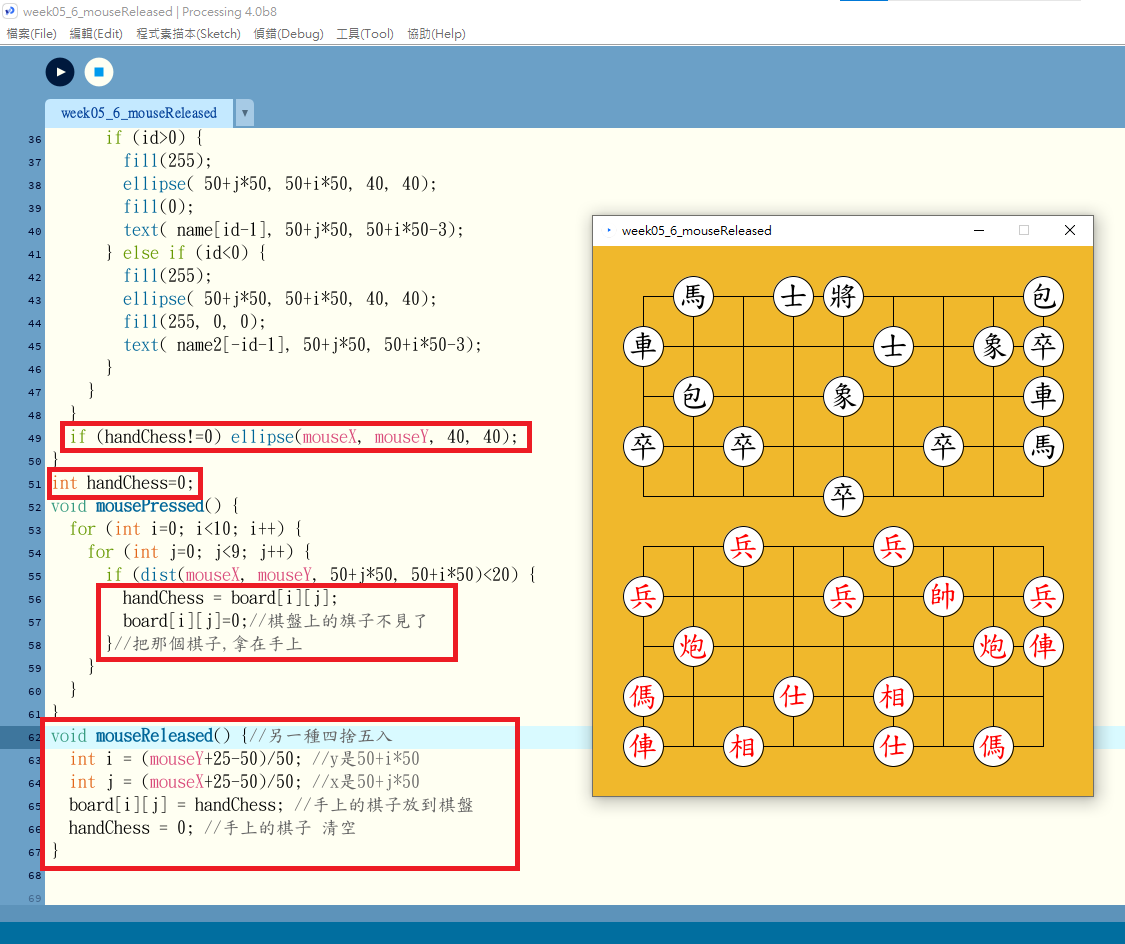 week05_6_mouseReleased | Processing 4.0b8
檔案(File) 編輯(Edit) 程式素描本(Sketch) 偵錯(Debug) 工具(Tool) 協助(Help)
week05_6_mouseReleased ▼
36 if (id>0) {
37 fill(255);
38 ellipse( 50+j*50, 50+i*50, 40, 40);
39 fill(0);
40 text( name[id-1], 50+j*50, 50+i*50-3);
41 } else if (id<0) {
42 fill(255);
43 ellipse( 50+j*50, 50+i*50, 40, 40);
44 fill(255, 0, 0);
45 text( name2[-id-1], 50+j*50, 50+i*50-3);
46 }
47 }
48 }
49 if (handChess!=0) ellipse(mouseX, mouseY, 40, 40);
50 }
51 int handChess=0;
52 void mousePressed() {
53 for (int i=0; i<10; i++) {
54 for (int j=0; j<9; j++) {
55 if (dist(mouseX, mouseY, 50+j*50, 50+i*50)<20) {
56 handChess = board[i][j];
57 board[i][j]=0;//棋盤上的旗子不見了
58 }//把那個棋子,拿在手上
59 }
60 }
61 }
62 void mouseReleased() {//另一種四捨五入
63 int i = (mouseY+25-50)/50; //y是50+i*50
64 int j = (mouseX+25-50)/50; //x是50+j*50
65 board[i][j] = handChess; //手上的棋子放到棋盤
66 handChess = 0; //手上的棋子 清空
67 }
68
69
week05_6_mouseReleased
馬 士 將 包
車 士 象 卒
包 象 車
卒 卒 卒 馬
卒
兵 兵
兵 兵 帥 兵
炮 炮 俥
傌 仕 相
俥 相 仕 傌